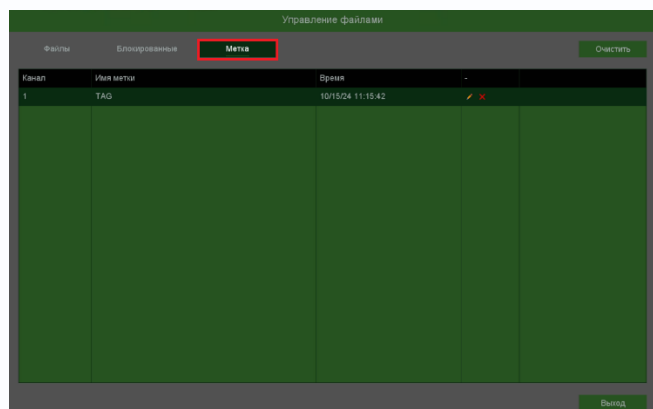 Управление файлами
Файлы Блокированные Метка Очистить
Канал Имя метки Время -
1 TAG 10/15/24 11:15:42
Выход